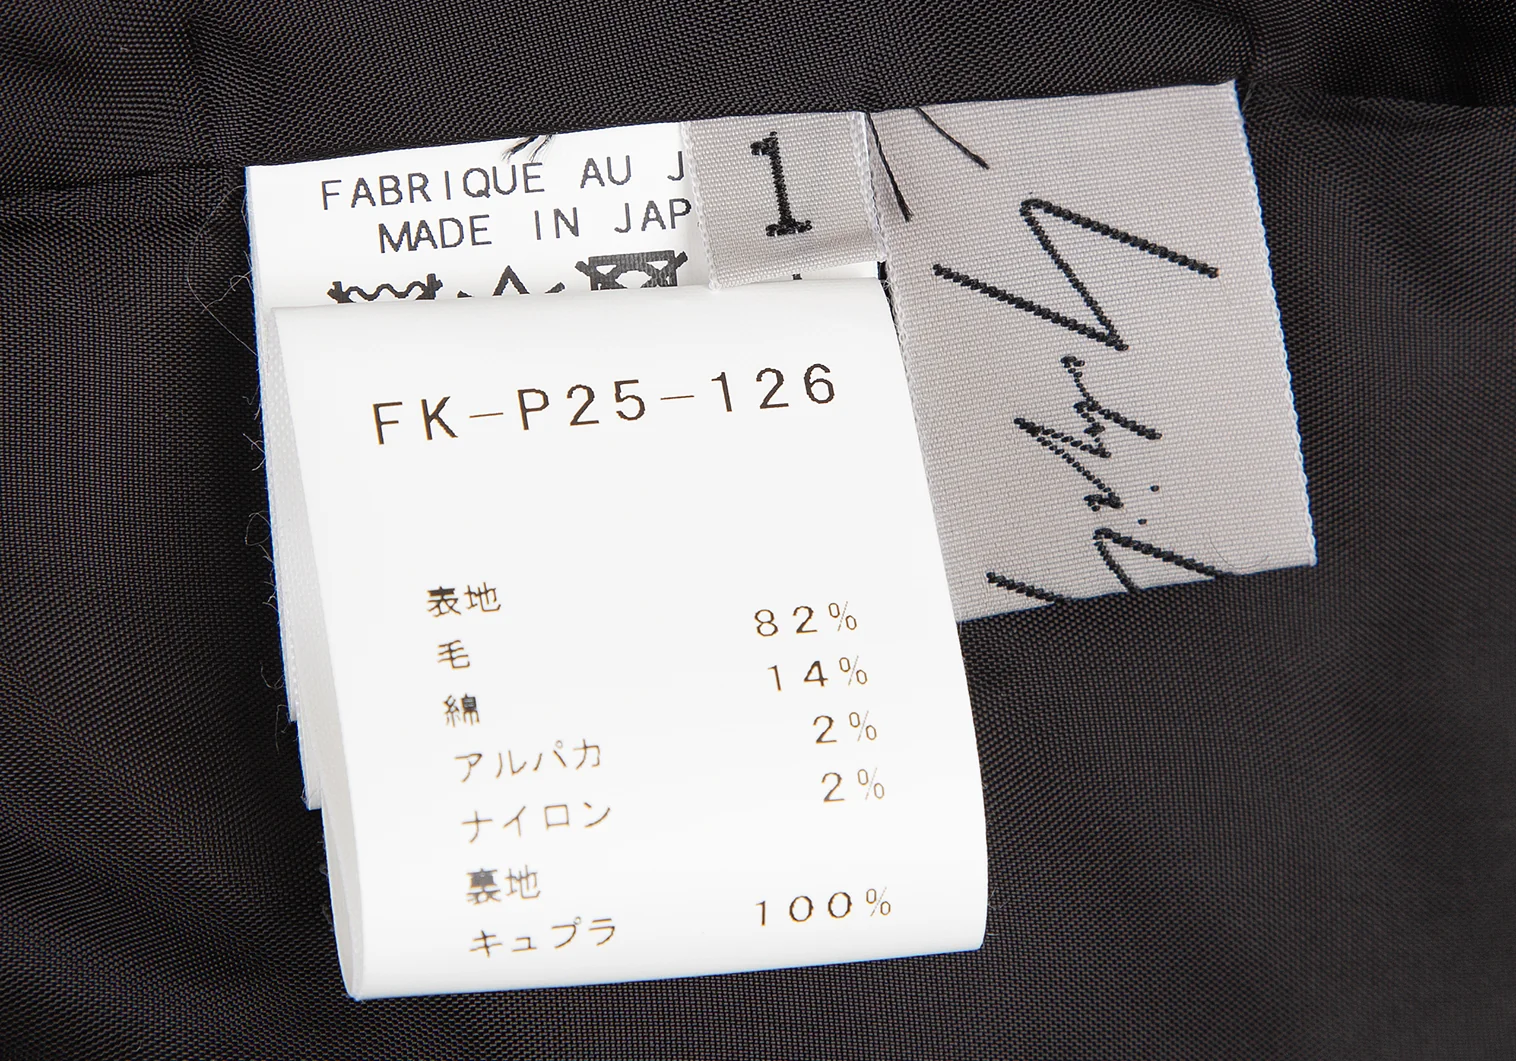 FABRIQUE AU J
MADE IN JAP
1
FK-P25-126
表地
毛 82%
綿 14%
アルパカ 2%
ナイロン 2%
裏地
キュプラ 100%